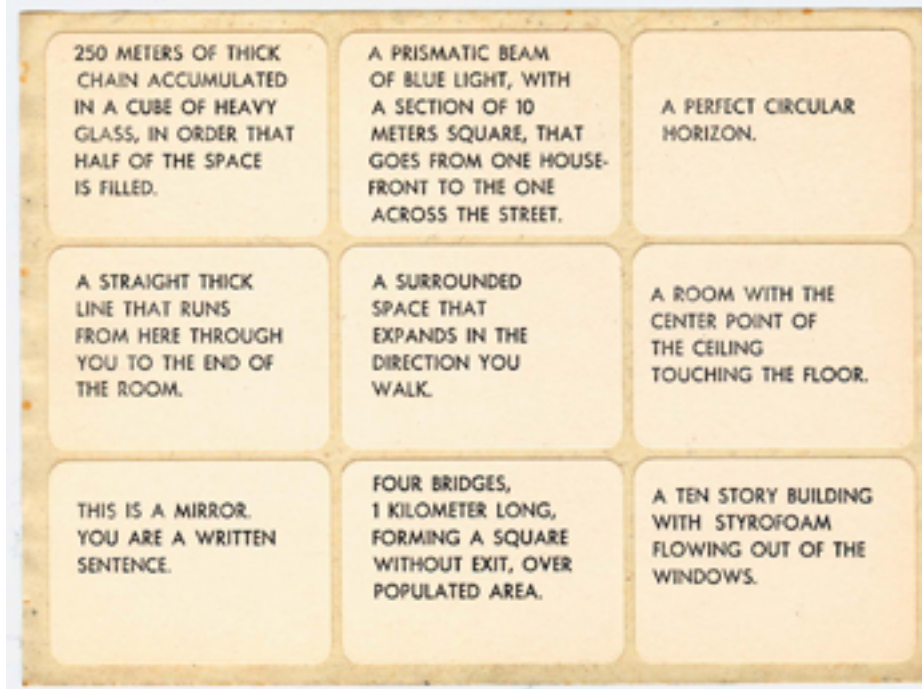 250 METERS OF THICK
CHAIN ACCUMULATED
IN A CUBE OF HEAVY
GLASS, IN ORDER THAT
HALF OF THE SPACE
IS FILLED.
A PRISMATIC BEAM
OF BLUE LIGHT, WITH
A SECTION OF 10
METERS SQUARE, THAT
GOES FROM ONE HOUSE-
FRONT TO THE ONE
ACROSS THE STREET.
A PERFECT CIRCULAR
HORIZON.
A STRAIGHT THICK
LINE THAT RUNS
FROM HERE THROUGH
YOU TO THE END OF
THE ROOM.
A SURROUNDED
SPACE THAT
EXPANDS IN THE
DIRECTION YOU
WALK.
A ROOM WITH THE
CENTER POINT OF
THE CEILING
TOUCHING THE FLOOR.
THIS IS A MIRROR.
YOU ARE A WRITTEN
SENTENCE.
FOUR BRIDGES,
1 KILOMETER LONG,
FORMING A SQUARE
WITHOUT EXIT, OVER
POPULATED AREA.
A TEN STORY BUILDING
WITH STYROFOAM
FLOWING OUT OF THE
WINDOWS.